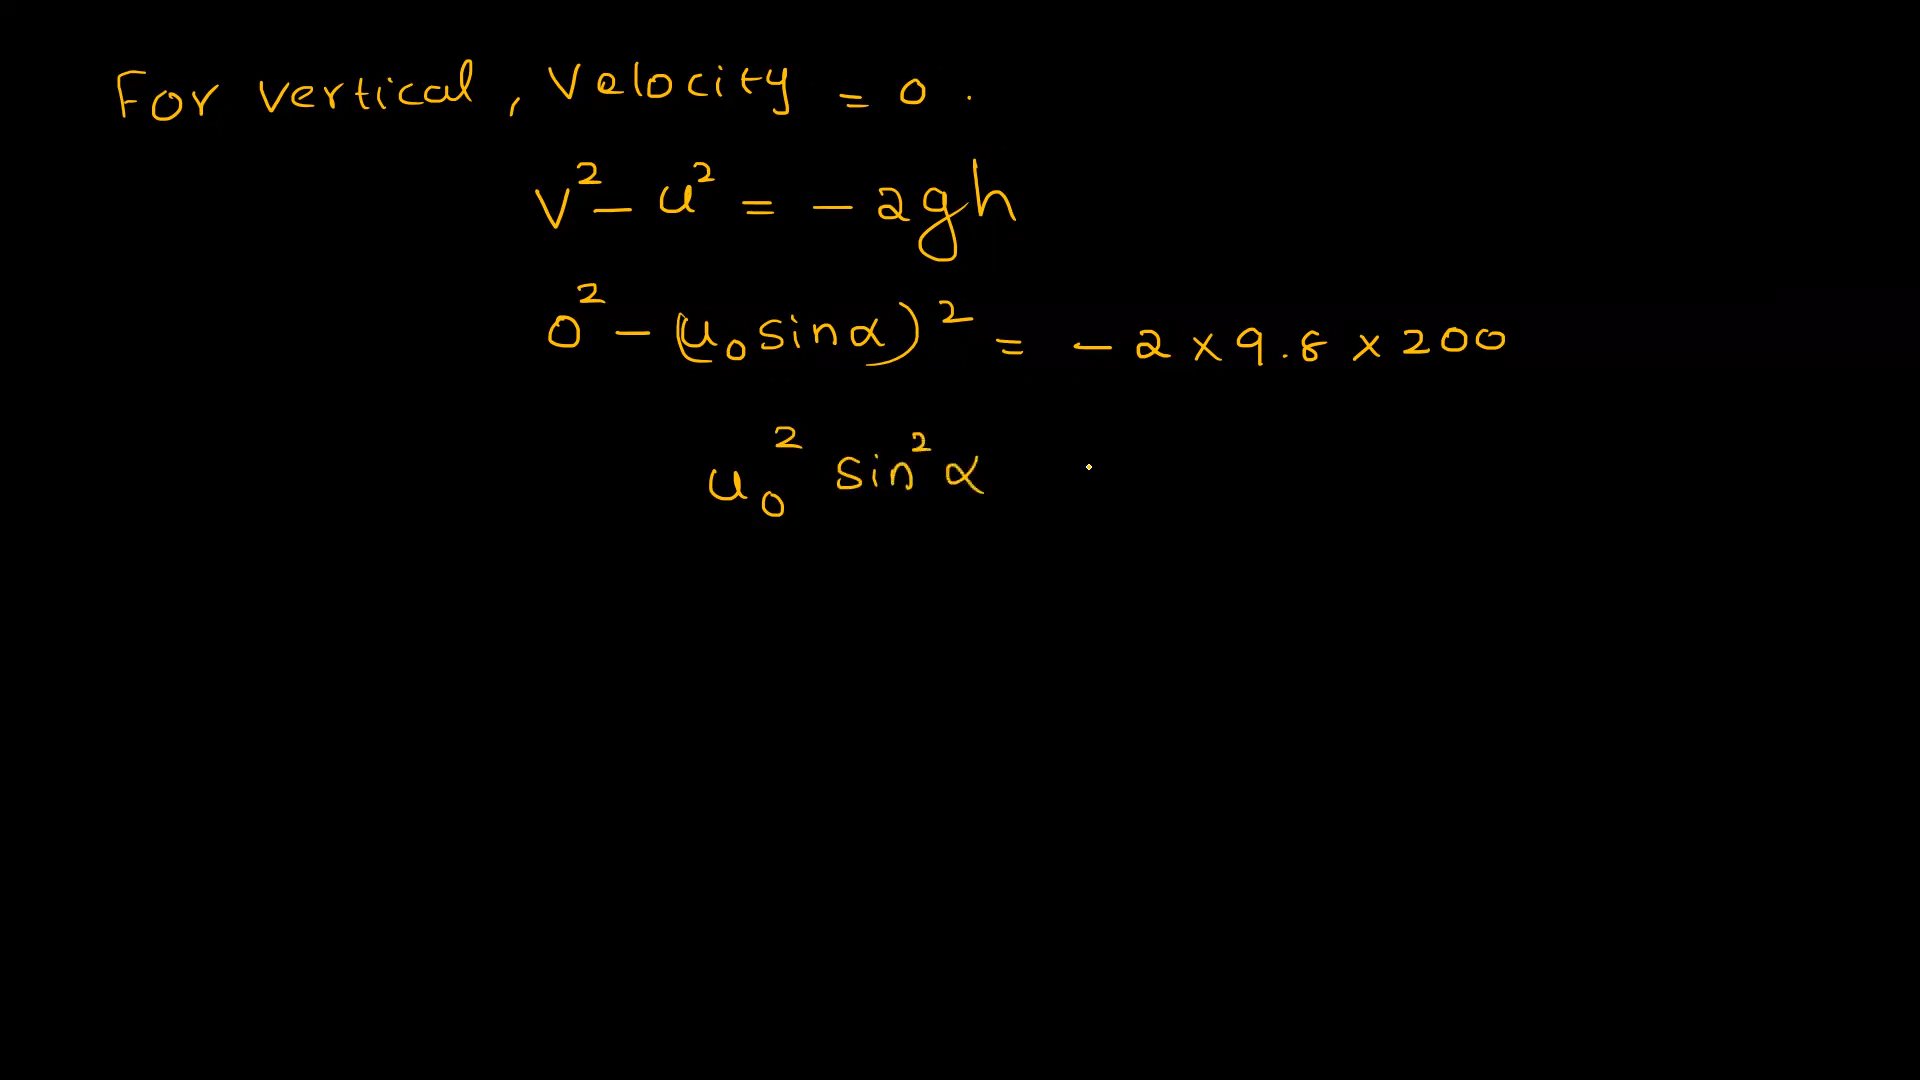 For vertical, Velocity = 0.
v² - u² = - 2gh
0² - (u₀ sin α)² = - 2 × 9.8 × 200
u₀² sin² α